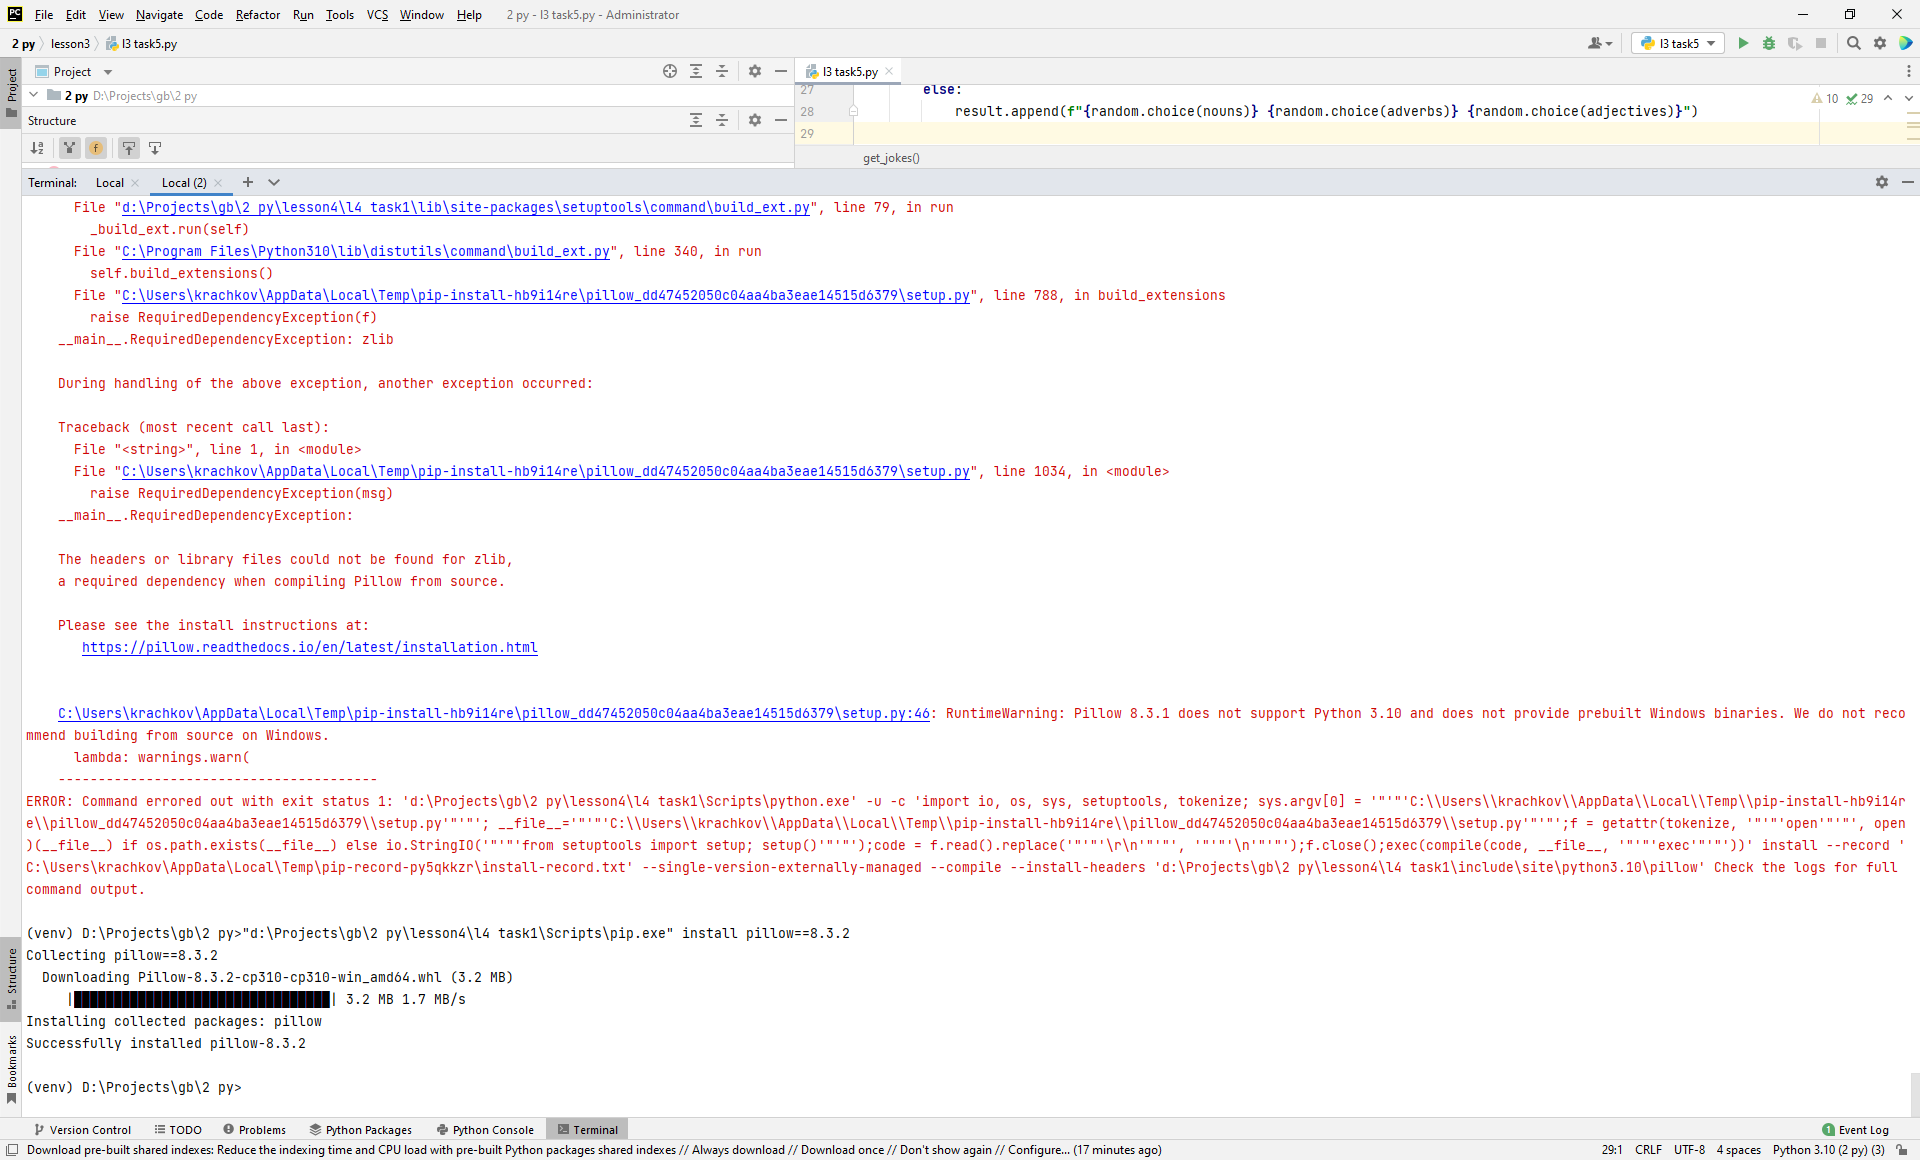 File Edit View Navigate Code Refactor Run Tools VCS Window Help 2 py - l3 task5.py - Administrator
2 py lesson3 l3 task5.py l3 task5
Project l3 task5.py
2 py D:\Projects\gb\2 py
Structure
27 else:
28 result.append(f"{random.choice(nouns)} {random.choice(adverbs)} {random.choice(adjectives)}") 10 29
29
get_jokes()
Terminal: Local Local (2)
File "d:\Projects\gb\2 py\lesson4\l4 task1\lib\site-packages\setuptools\command\build_ext.py", line 79, in run
_build_ext.run(self)
File "C:\Program Files\Python310\lib\distutils\command\build_ext.py", line 340, in run
self.build_extensions()
File "C:\Users\krachkov\AppData\Local\Temp\pip-install-hb9i14re\pillow_dd47452050c04aa4ba3eae14515d6379\setup.py", line 788, in build_extensions
raise RequiredDependencyException(f)
__main__.RequiredDependencyException: zlib
During handling of the above exception, another exception occurred:
Traceback (most recent call last):
File "<string>", line 1, in <module>
File "C:\Users\krachkov\AppData\Local\Temp\pip-install-hb9i14re\pillow_dd47452050c04aa4ba3eae14515d6379\setup.py", line 1034, in <module>
raise RequiredDependencyException(msg)
__main__.RequiredDependencyException:
The headers or library files could not be found for zlib,
a required dependency when compiling Pillow from source.
Please see the install instructions at:
https://pillow.readthedocs.io/en/latest/installation.html
C:\Users\krachkov\AppData\Local\Temp\pip-install-hb9i14re\pillow_dd47452050c04aa4ba3eae14515d6379\setup.py:46: RuntimeWarning: Pillow 8.3.1 does not support Python 3.10 and does not provide prebuilt Windows binaries. We do not reco
mmend building from source on Windows.
lambda: warnings.warn(
----------------------------------------
ERROR: Command errored out with exit status 1: 'd:\Projects\gb\2 py\lesson4\l4 task1\Scripts\python.exe' -u -c 'import io, os, sys, setuptools, tokenize; sys.argv[0] = '"'"'C:\\Users\\krachkov\\AppData\\Local\\Temp\\pip-install-hb9i14r
e\\pillow_dd47452050c04aa4ba3eae14515d6379\\setup.py'"'"'; __file__='"'"'C:\\Users\\krachkov\\AppData\\Local\\Temp\\pip-install-hb9i14re\\pillow_dd47452050c04aa4ba3eae14515d6379\\setup.py'"'"';f = getattr(tokenize, '"'"'open'"'"', open
)(__file__) if os.path.exists(__file__) else io.StringIO('"'"'from setuptools import setup; setup()'"'"');code = f.read().replace('"'"'\r\n'"'"', '"'"'\n'"'"');f.close();exec(compile(code, __file__, '"'"'exec'"'"'))' install --record '
C:\Users\krachkov\AppData\Local\Temp\pip-record-py5qkkzr\install-record.txt' --single-version-externally-managed --compile --install-headers 'd:\Projects\gb\2 py\lesson4\l4 task1\include\site\python3.10\pillow' Check the logs for full
command output.
(venv) D:\Projects\gb\2 py>"d:\Projects\gb\2 py\lesson4\l4 task1\Scripts\pip.exe" install pillow==8.3.2
Collecting pillow==8.3.2
Downloading Pillow-8.3.2-cp310-cp310-win_amd64.whl (3.2 MB)
|████████████████████████████████| 3.2 MB 1.7 MB/s
Installing collected packages: pillow
Successfully installed pillow-8.3.2
(venv) D:\Projects\gb\2 py>
Project
Structure
Bookmarks
Version Control TODO Problems Python Packages Python Console Terminal 1 Event Log
Download pre-built shared indexes: Reduce the indexing time and CPU load with pre-built Python packages shared indexes // Always download // Download once // Don't show again // Configure... (17 minutes ago) 29:1 CRLF UTF-8 4 spaces Python 3.10 (2 py) (3)